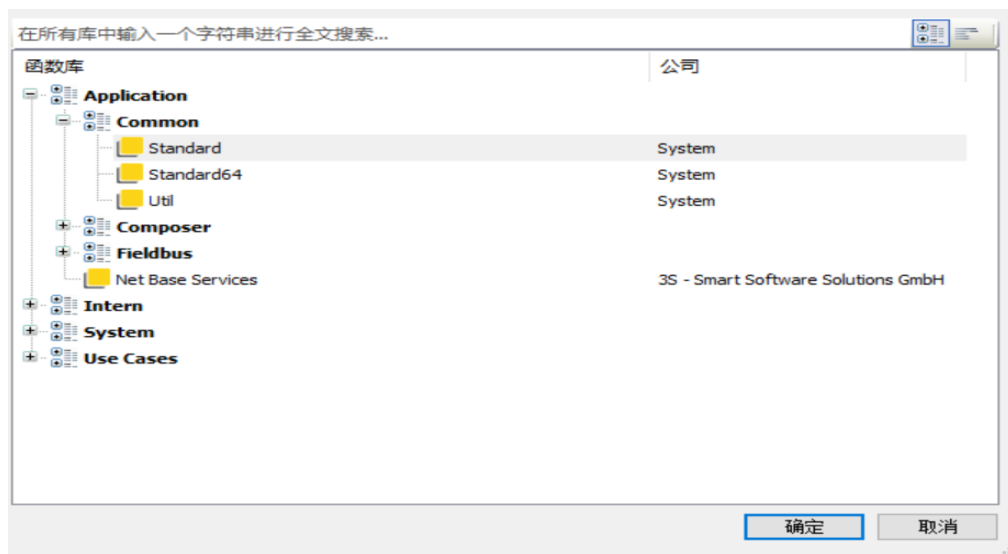 在所有库中输入一个字符串进行全文搜索...
函数库 公司
Application
Common
Standard System
Standard64 System
Util System
Composer
Fieldbus
Net Base Services 3S - Smart Software Solutions GmbH
Intern
System
Use Cases
确定 取消